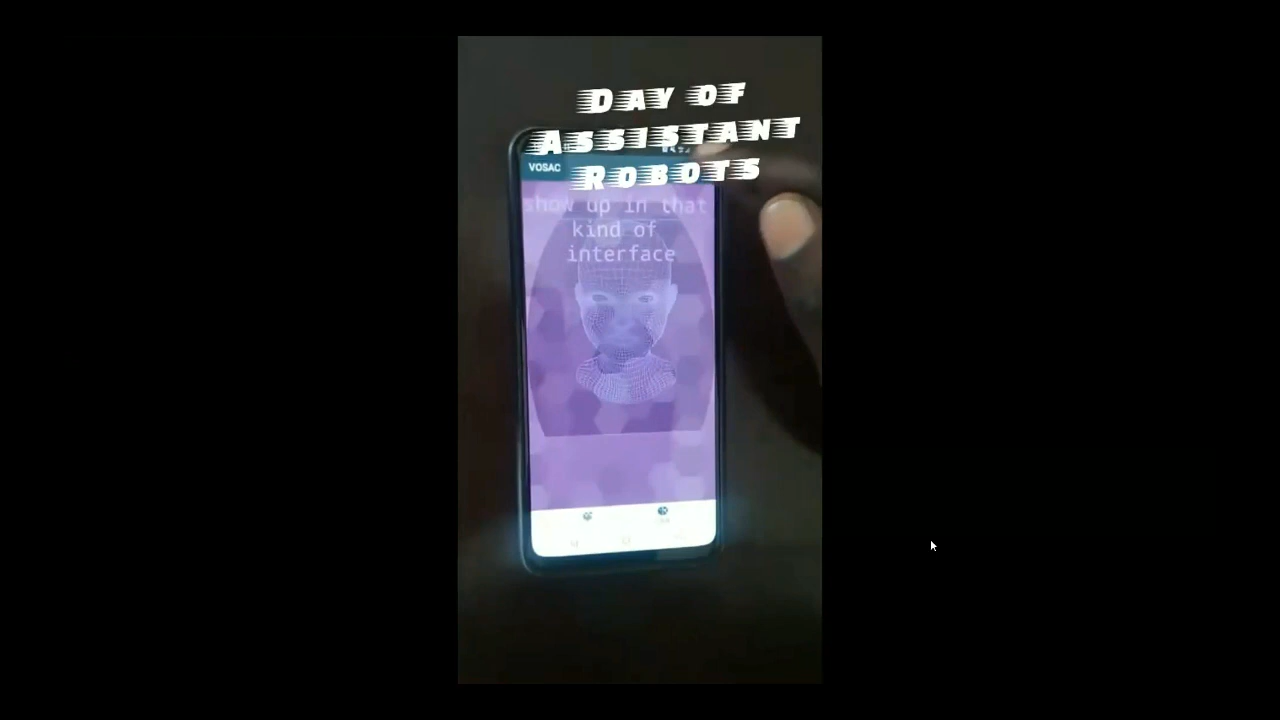 Day of
Assistant
Robots
VOSAC
show up in that
kind of
interface